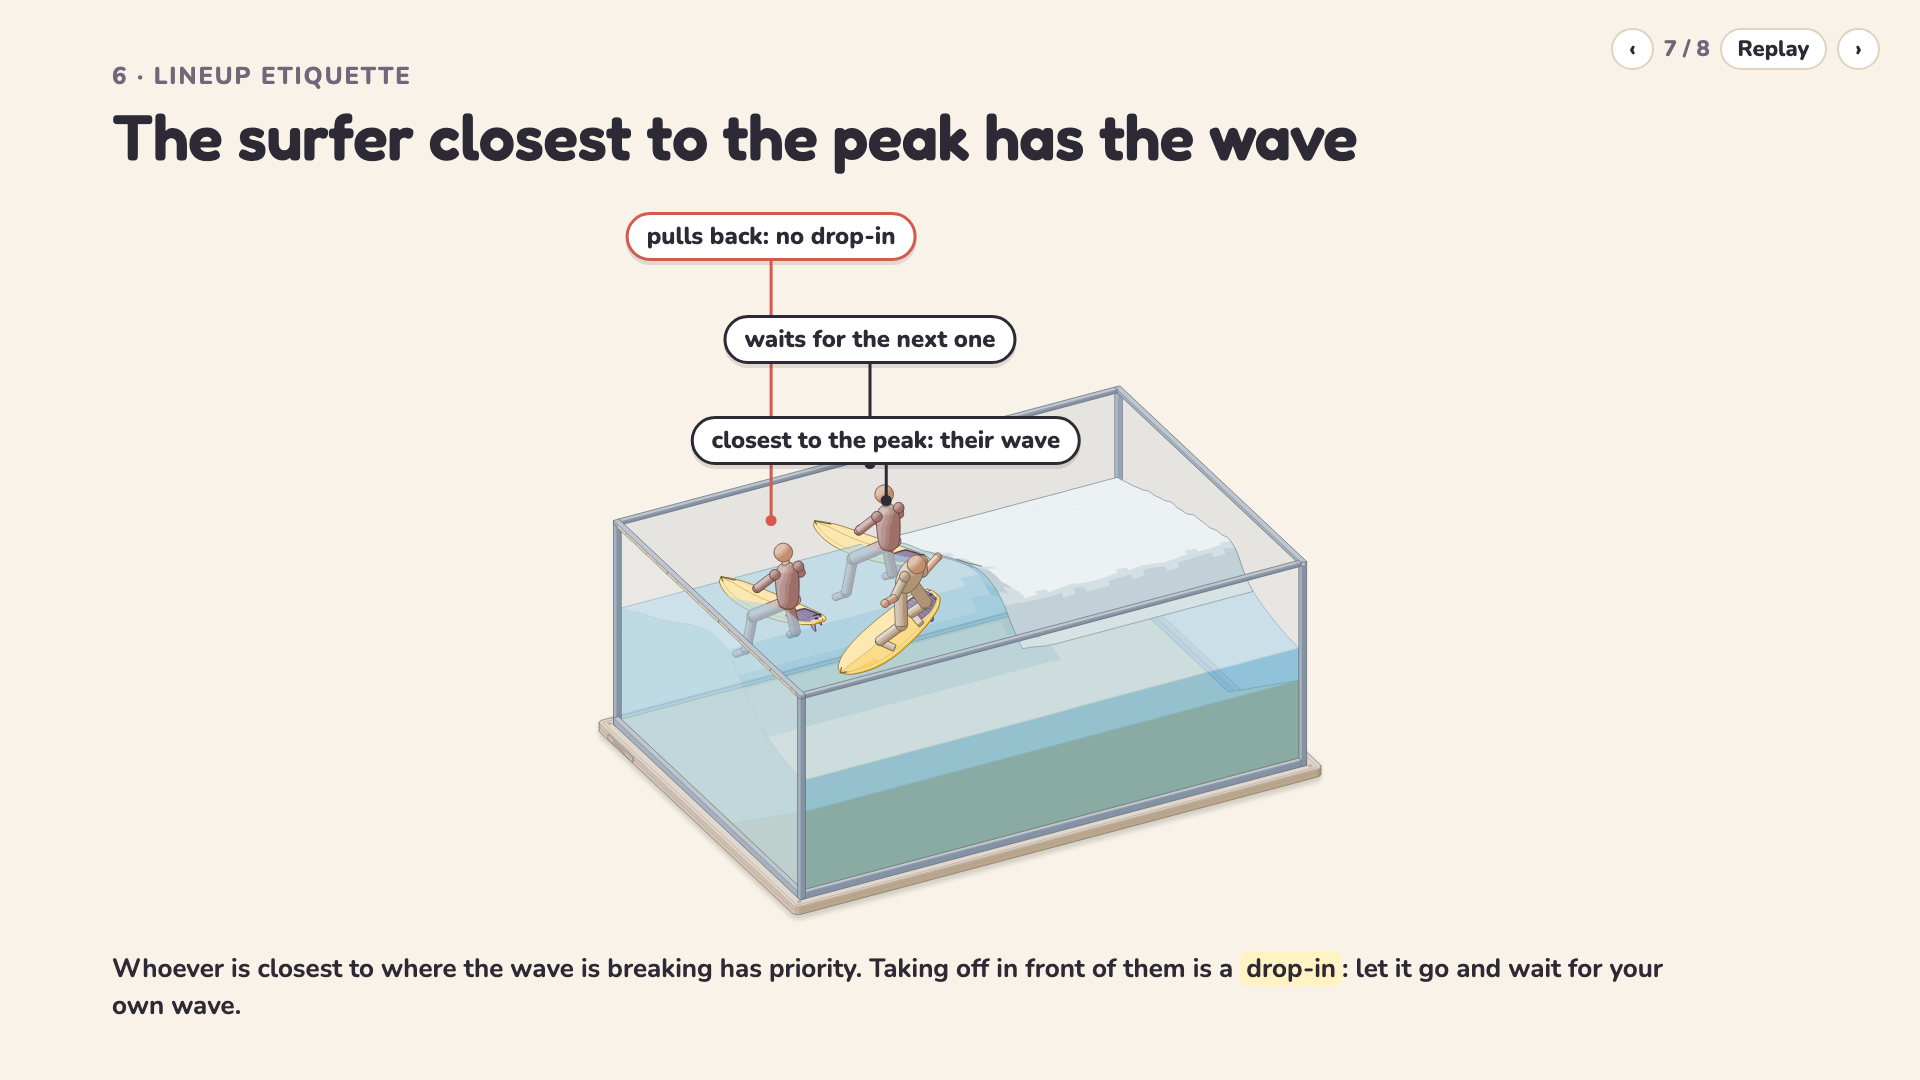 6 · LINEUP ETIQUETTE
‹ 7 / 8 Replay ›
The surfer closest to the peak has the wave
pulls back: no drop-in
waits for the next one
closest to the peak: their wave
Whoever is closest to where the wave is breaking has priority. Taking off in front of them is a drop-in: let it go and wait for your
own wave.